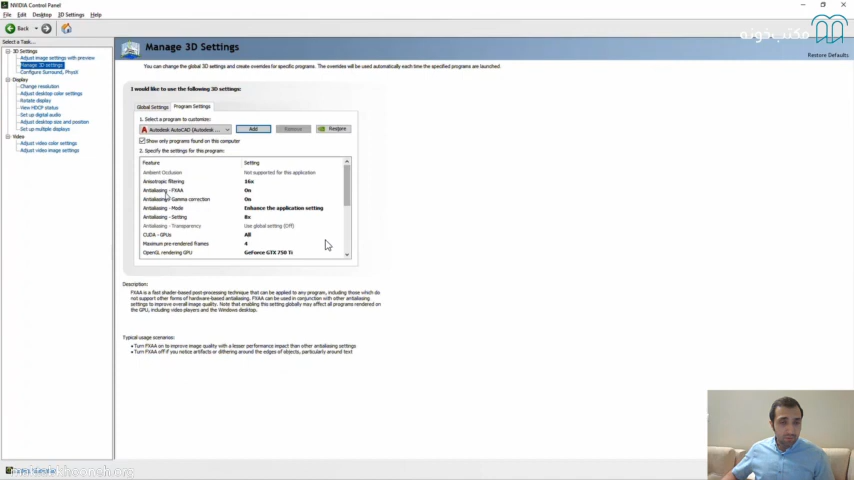 NVIDIA Control Panel
File Edit Desktop 3D Settings Help
Back
مکتب‌خونه
Select a Task...
3D Settings
Adjust image settings with preview
Manage 3D settings
Configure Surround, PhysX
Display
Change resolution
Adjust desktop color settings
Rotate display
View HDCP status
Set up digital audio
Adjust desktop size and position
Set up multiple displays
Video
Adjust video color settings
Adjust video image settings
Manage 3D Settings
Restore Defaults
You can change the global 3D settings and create overrides for specific programs. The overrides will be used automatically each time the specified programs are launched.
I would like to use the following 3D settings:
Global Settings Program Settings
1. Select a program to customize:
Autodesk AutoCAD (Autodesk ... Add Remove Restore
Show only programs found on this computer
2. Specify the settings for this program:
Feature Setting
Ambient Occlusion Not supported for this application
Anisotropic filtering 16x
Antialiasing - FXAA On
Antialiasing - Gamma correction On
Antialiasing - Mode Enhance the application setting
Antialiasing - Setting 8x
Antialiasing - Transparency Use global setting (Off)
CUDA - GPUs All
Maximum pre-rendered frames 4
OpenGL rendering GPU GeForce GTX 750 Ti
Description:
FXAA is a fast shader-based post-processing technique that can be applied to any program, including those which do
not support other forms of hardware-based antialiasing. FXAA can be used in conjunction with other antialiasing
settings to improve overall image quality. Note that enabling this setting globally may affect all programs rendered on
the GPU, including video players and the Windows desktop.
Typical usage scenarios:
• Turn FXAA on to improve image quality with a lesser performance impact than other antialiasing settings
• Turn FXAA off if you notice artifacts or dithering around the edges of objects, particularly around text
maktabkhooneh.org